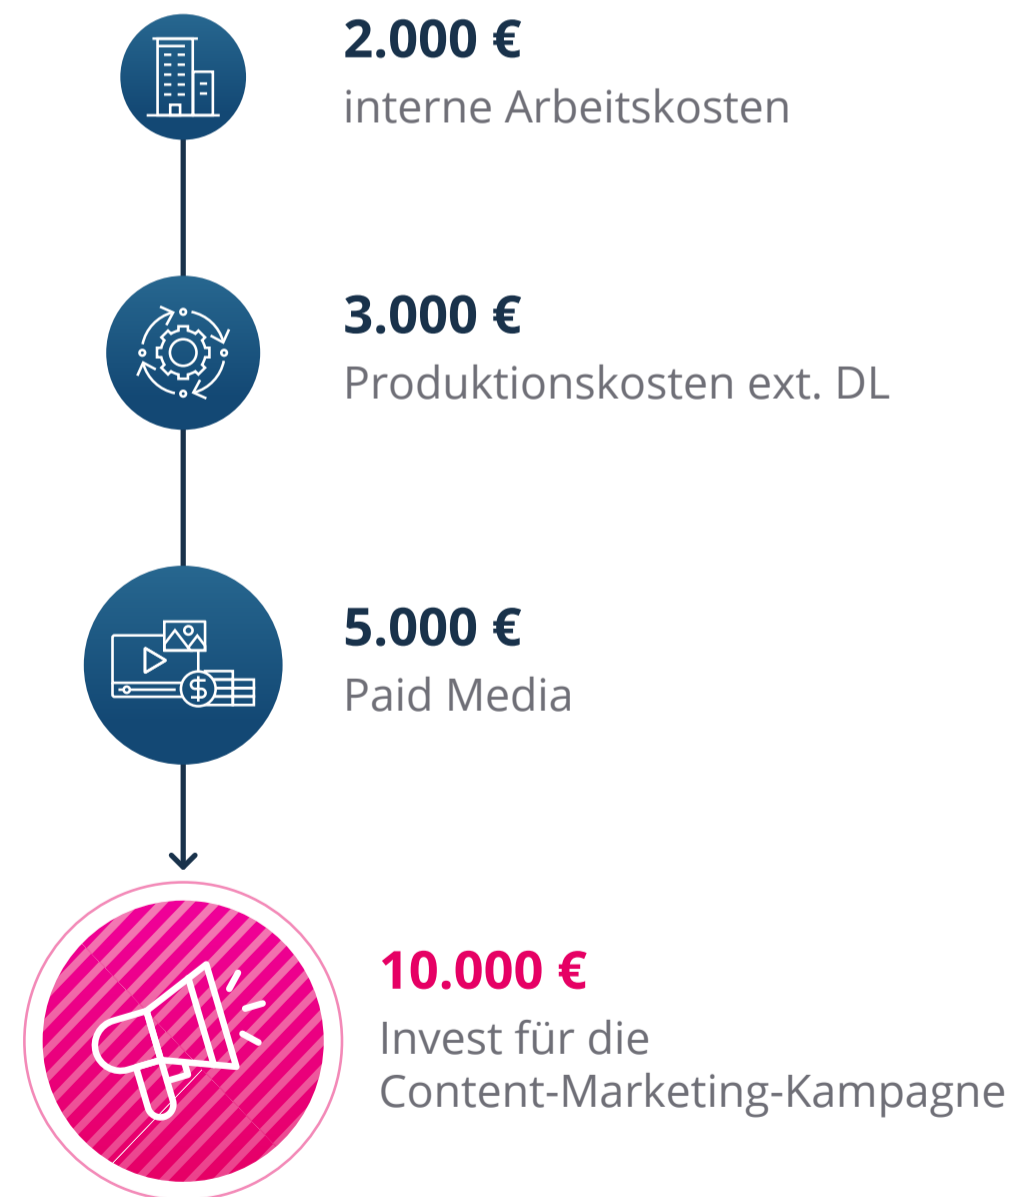 2.000 €
interne Arbeitskosten
3.000 €
Produktionskosten ext. DL
5.000 €
Paid Media
$
10.000 €
Invest für die
Content-Marketing-Kampagne